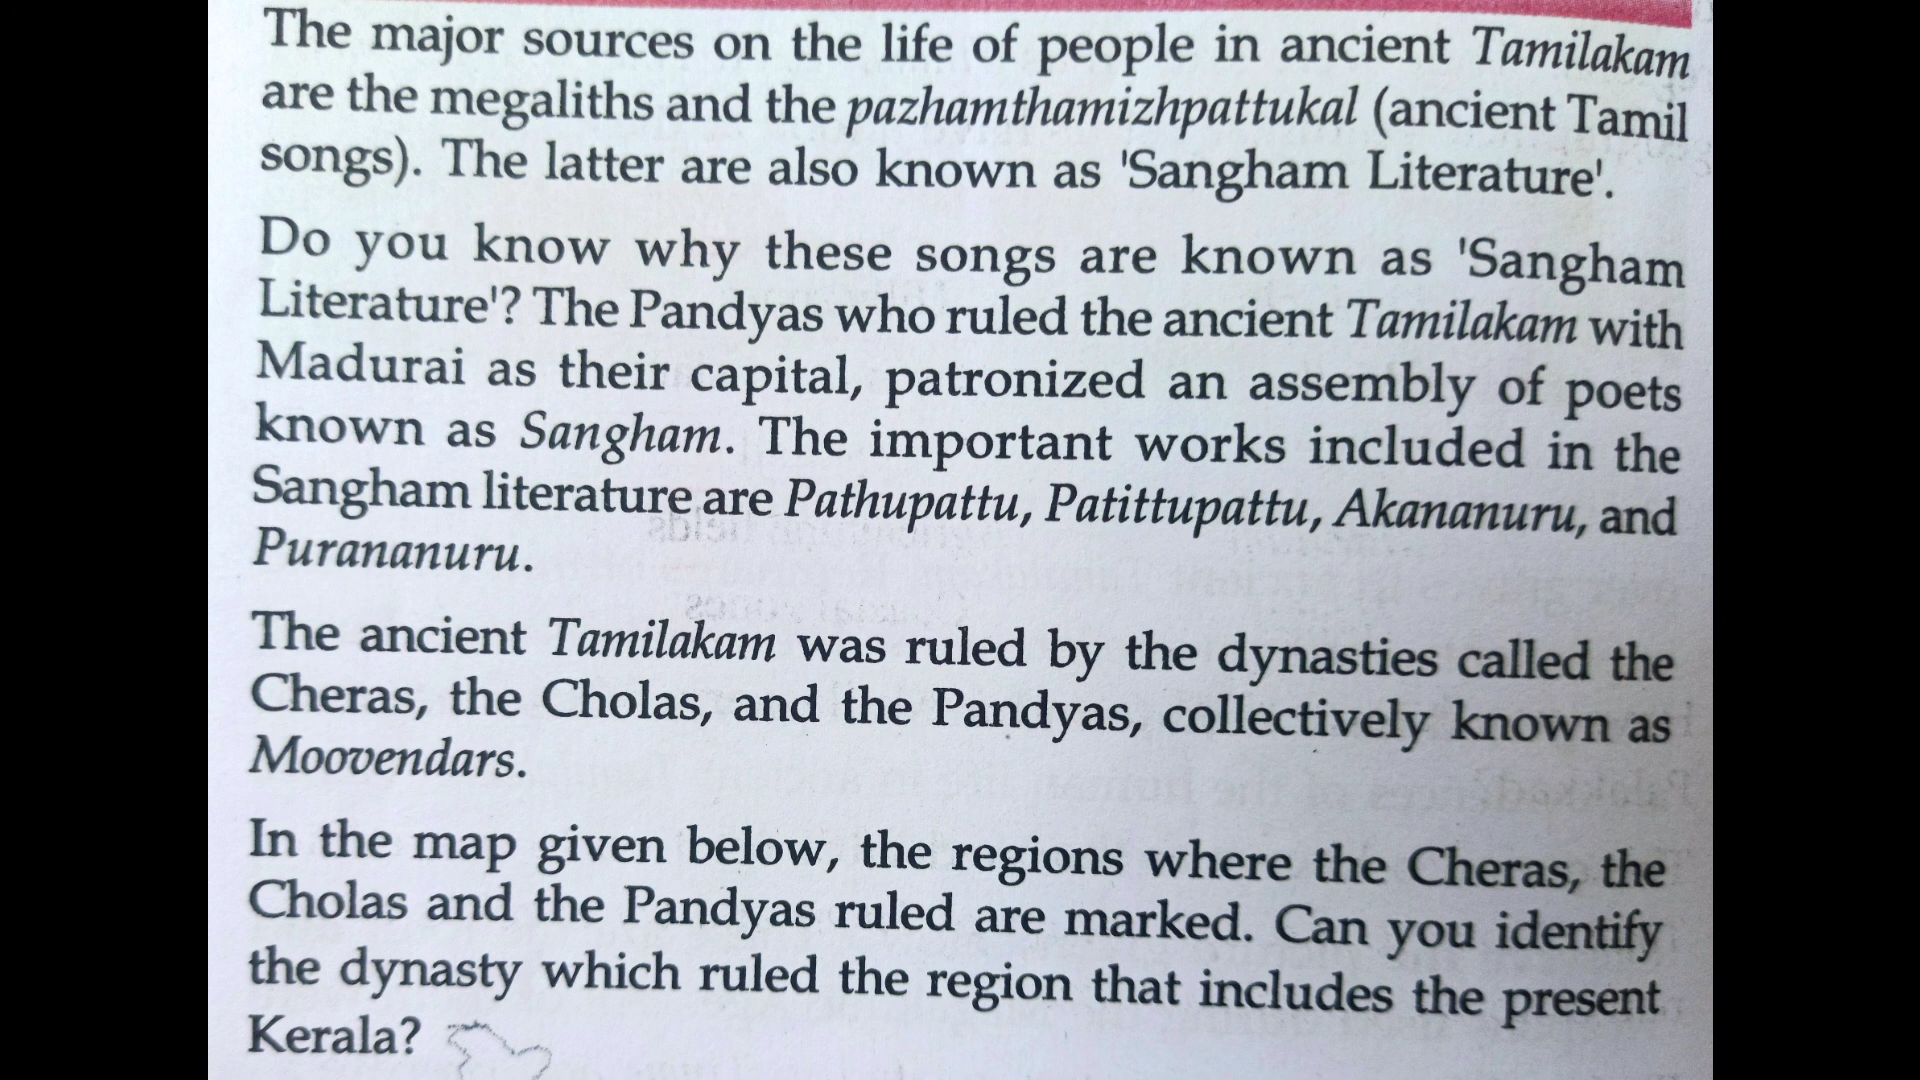 The major sources on the life of people in ancient Tamilakam
are the megaliths and the pazhamthamizhpattukal (ancient Tamil
songs). The latter are also known as 'Sangham Literature'.
Do you know why these songs are known as 'Sangham
Literature'? The Pandyas who ruled the ancient Tamilakam with
Madurai as their capital, patronized an assembly of poets
known as Sangham. The important works included in the
Sangham literature are Pathupattu, Patittupattu, Akananuru, and
Purananuru.
The ancient Tamilakam was ruled by the dynasties called the
Cheras, the Cholas, and the Pandyas, collectively known as
Moovendars.
In the map given below, the regions where the Cheras, the
Cholas and the Pandyas ruled are marked. Can you identify
the dynasty which ruled the region that includes the present
Kerala?